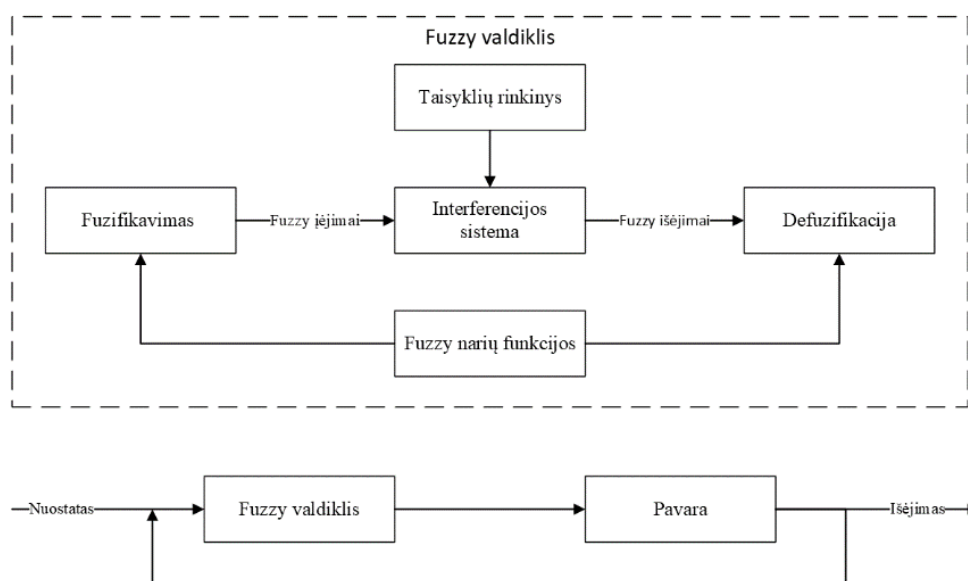 Fuzzy valdiklis
Taisyklių rinkinys
Fuzifikavimas
Fuzzy įėjimai
Interferencijos
sistema
Fuzzy išėjimai
Defuzifikacija
Fuzzy narių funkcijos
Nuostatas
Fuzzy valdiklis
Pavara
Išėjimas